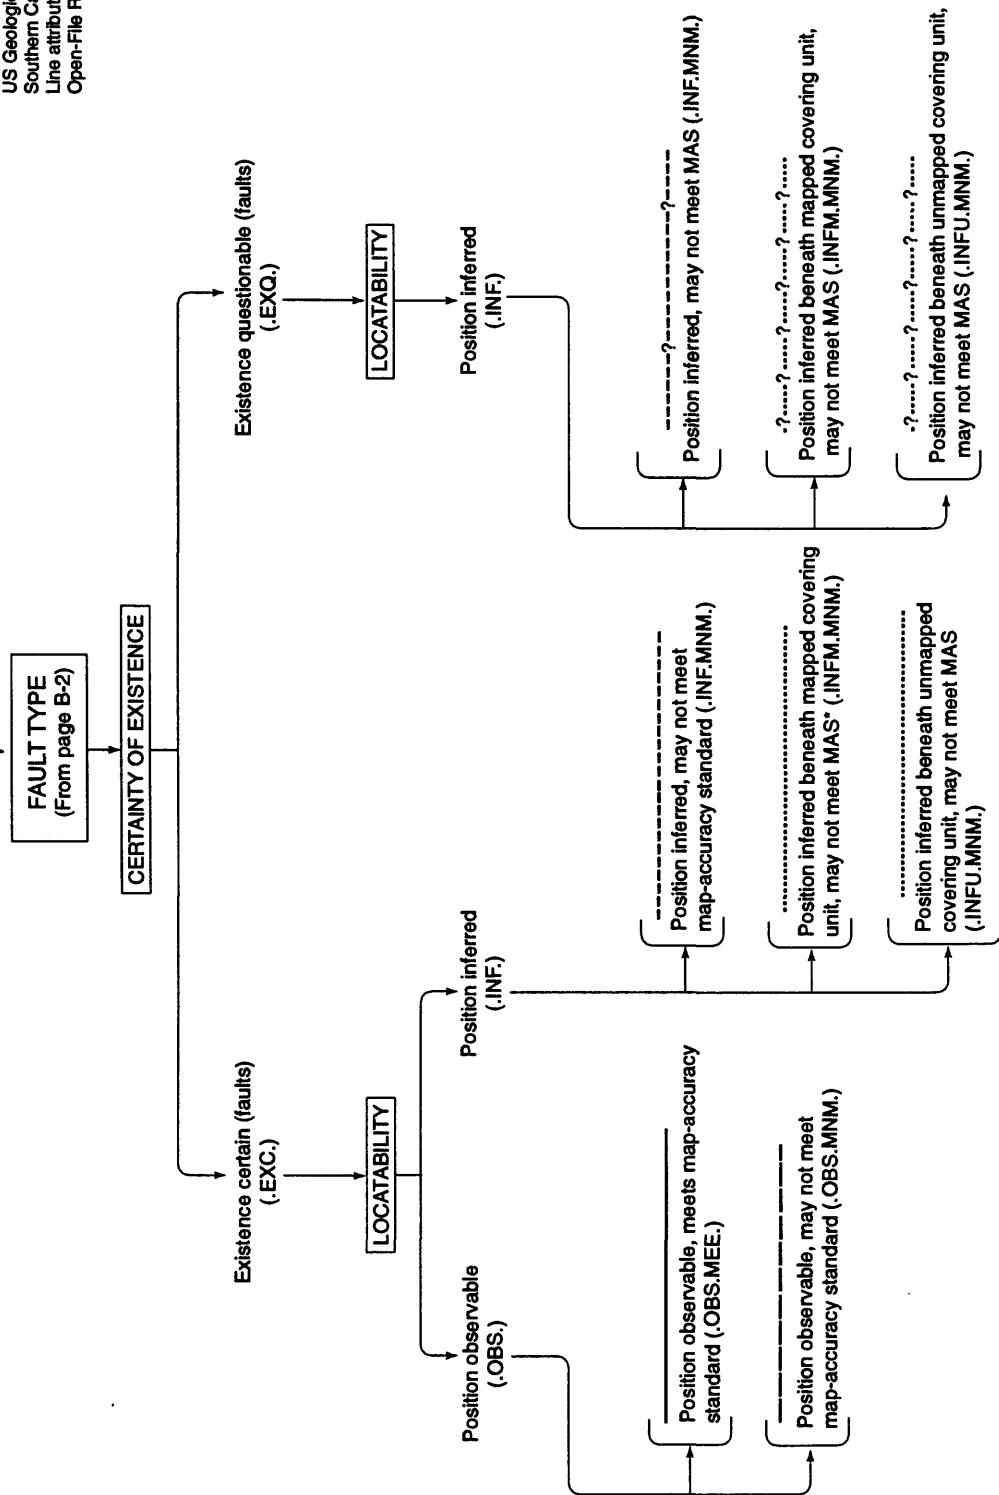 US Geologic
Southern Ca
Line attribut
Open-File R
FAULT TYPE
(From page B-2)
CERTAINTY OF EXISTENCE
Existence certain (faults)
(.EXC.)
LOCATABILITY
Position observable
(.OBS.)
Position observable, meets map-accuracy
standard (.OBS.MEE.)
Position observable, may not meet
map-accuracy standard (.OBS.MNM.)
Position inferred
(.INF.)
Position inferred, may not meet
map-accuracy standard (.INF.MNM.)
Position inferred beneath mapped covering
unit, may not meet MAS* (.INFM.MNM.)
Position inferred beneath unmapped
covering unit, may not meet MAS
(.INFU.MNM.)
Existence questionable (faults)
(.EXQ.)
LOCATABILITY
Position inferred
(.INF.)
--------?-----------?-----
Position inferred, may not meet MAS (.INF.MNM.)
-?-----?-----?-----?-----?-----
Position inferred beneath mapped covering unit,
may not meet MAS (.INFM.MNM.)
-?-----?-----?-----?-----?-----
Position inferred beneath unmapped covering unit,
may not meet MAS (.INFU.MNM.)